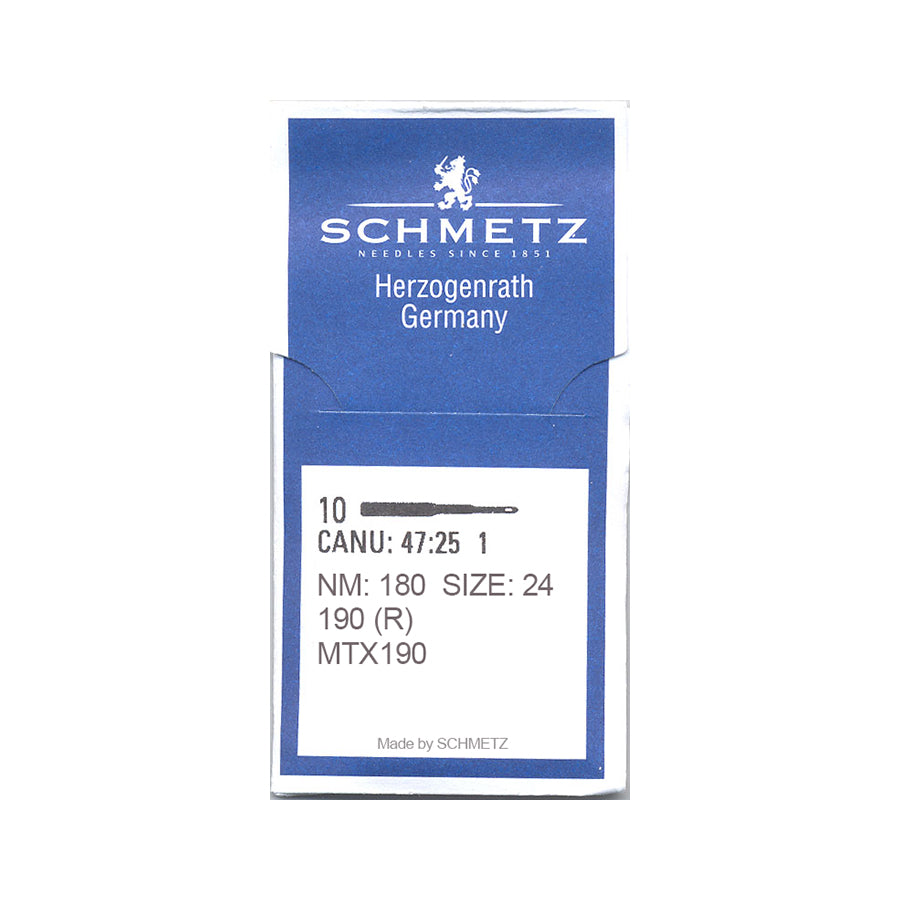 SCHMETZ
NEEDLES SINCE 1851
Herzogenrath
Germany
10
CANU: 47:25 1
NM: 180 SIZE: 24
190 (R)
MTX190
Made by SCHMETZ